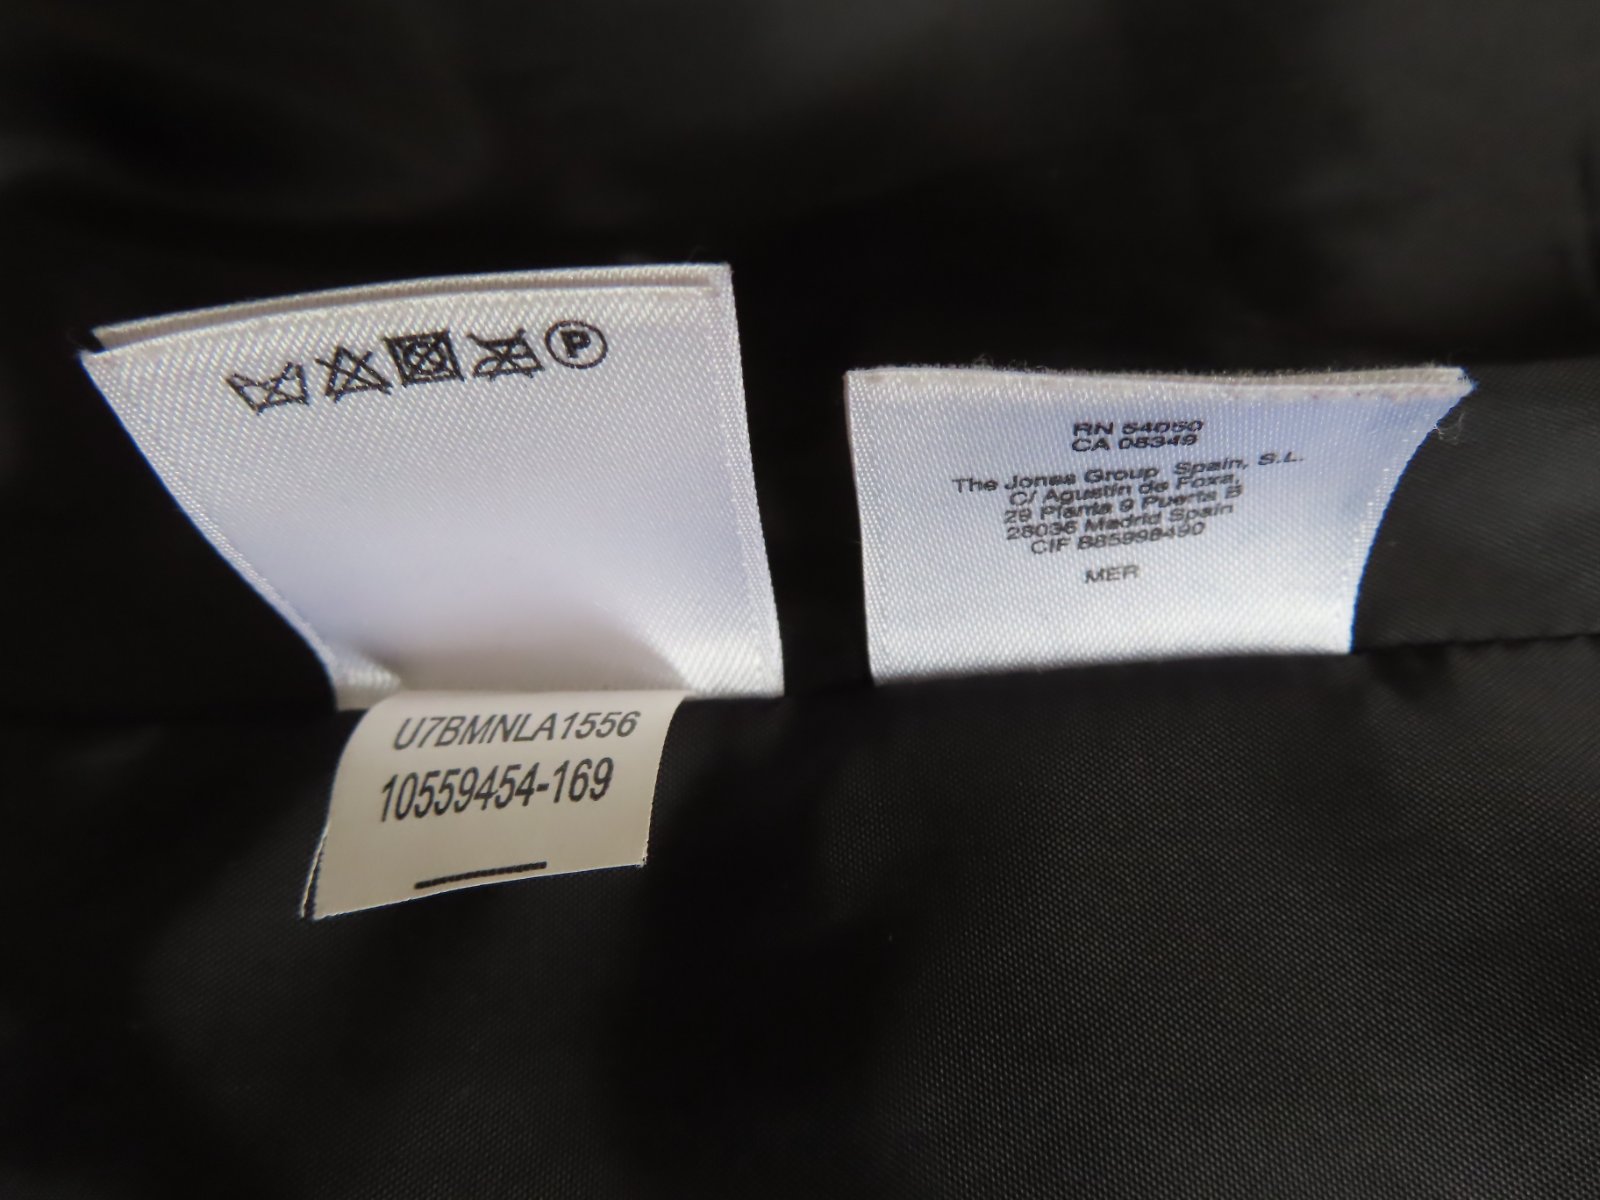 P
U7BMNLA1556
10559454-169
RN 54050
CA 08349
The Jones Group Spain, S.L.
C/ Agustin de Foxa,
29 Planta 9 Puerta B
28036 Madrid Spain
CIF B85998490
MER